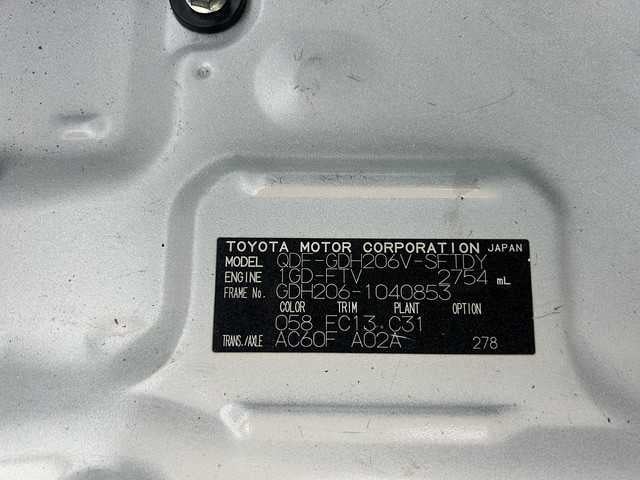 TOYOTA MOTOR CORPORATION JAPAN
MODEL QDF-GDH206V-SFTDY
ENGINE 1GD-FTV 2754 mL
FRAME No. GDH206-1040853
COLOR TRIM PLANT OPTION
058 FC13.C31
TRANS./AXLE AC60F A02A 278